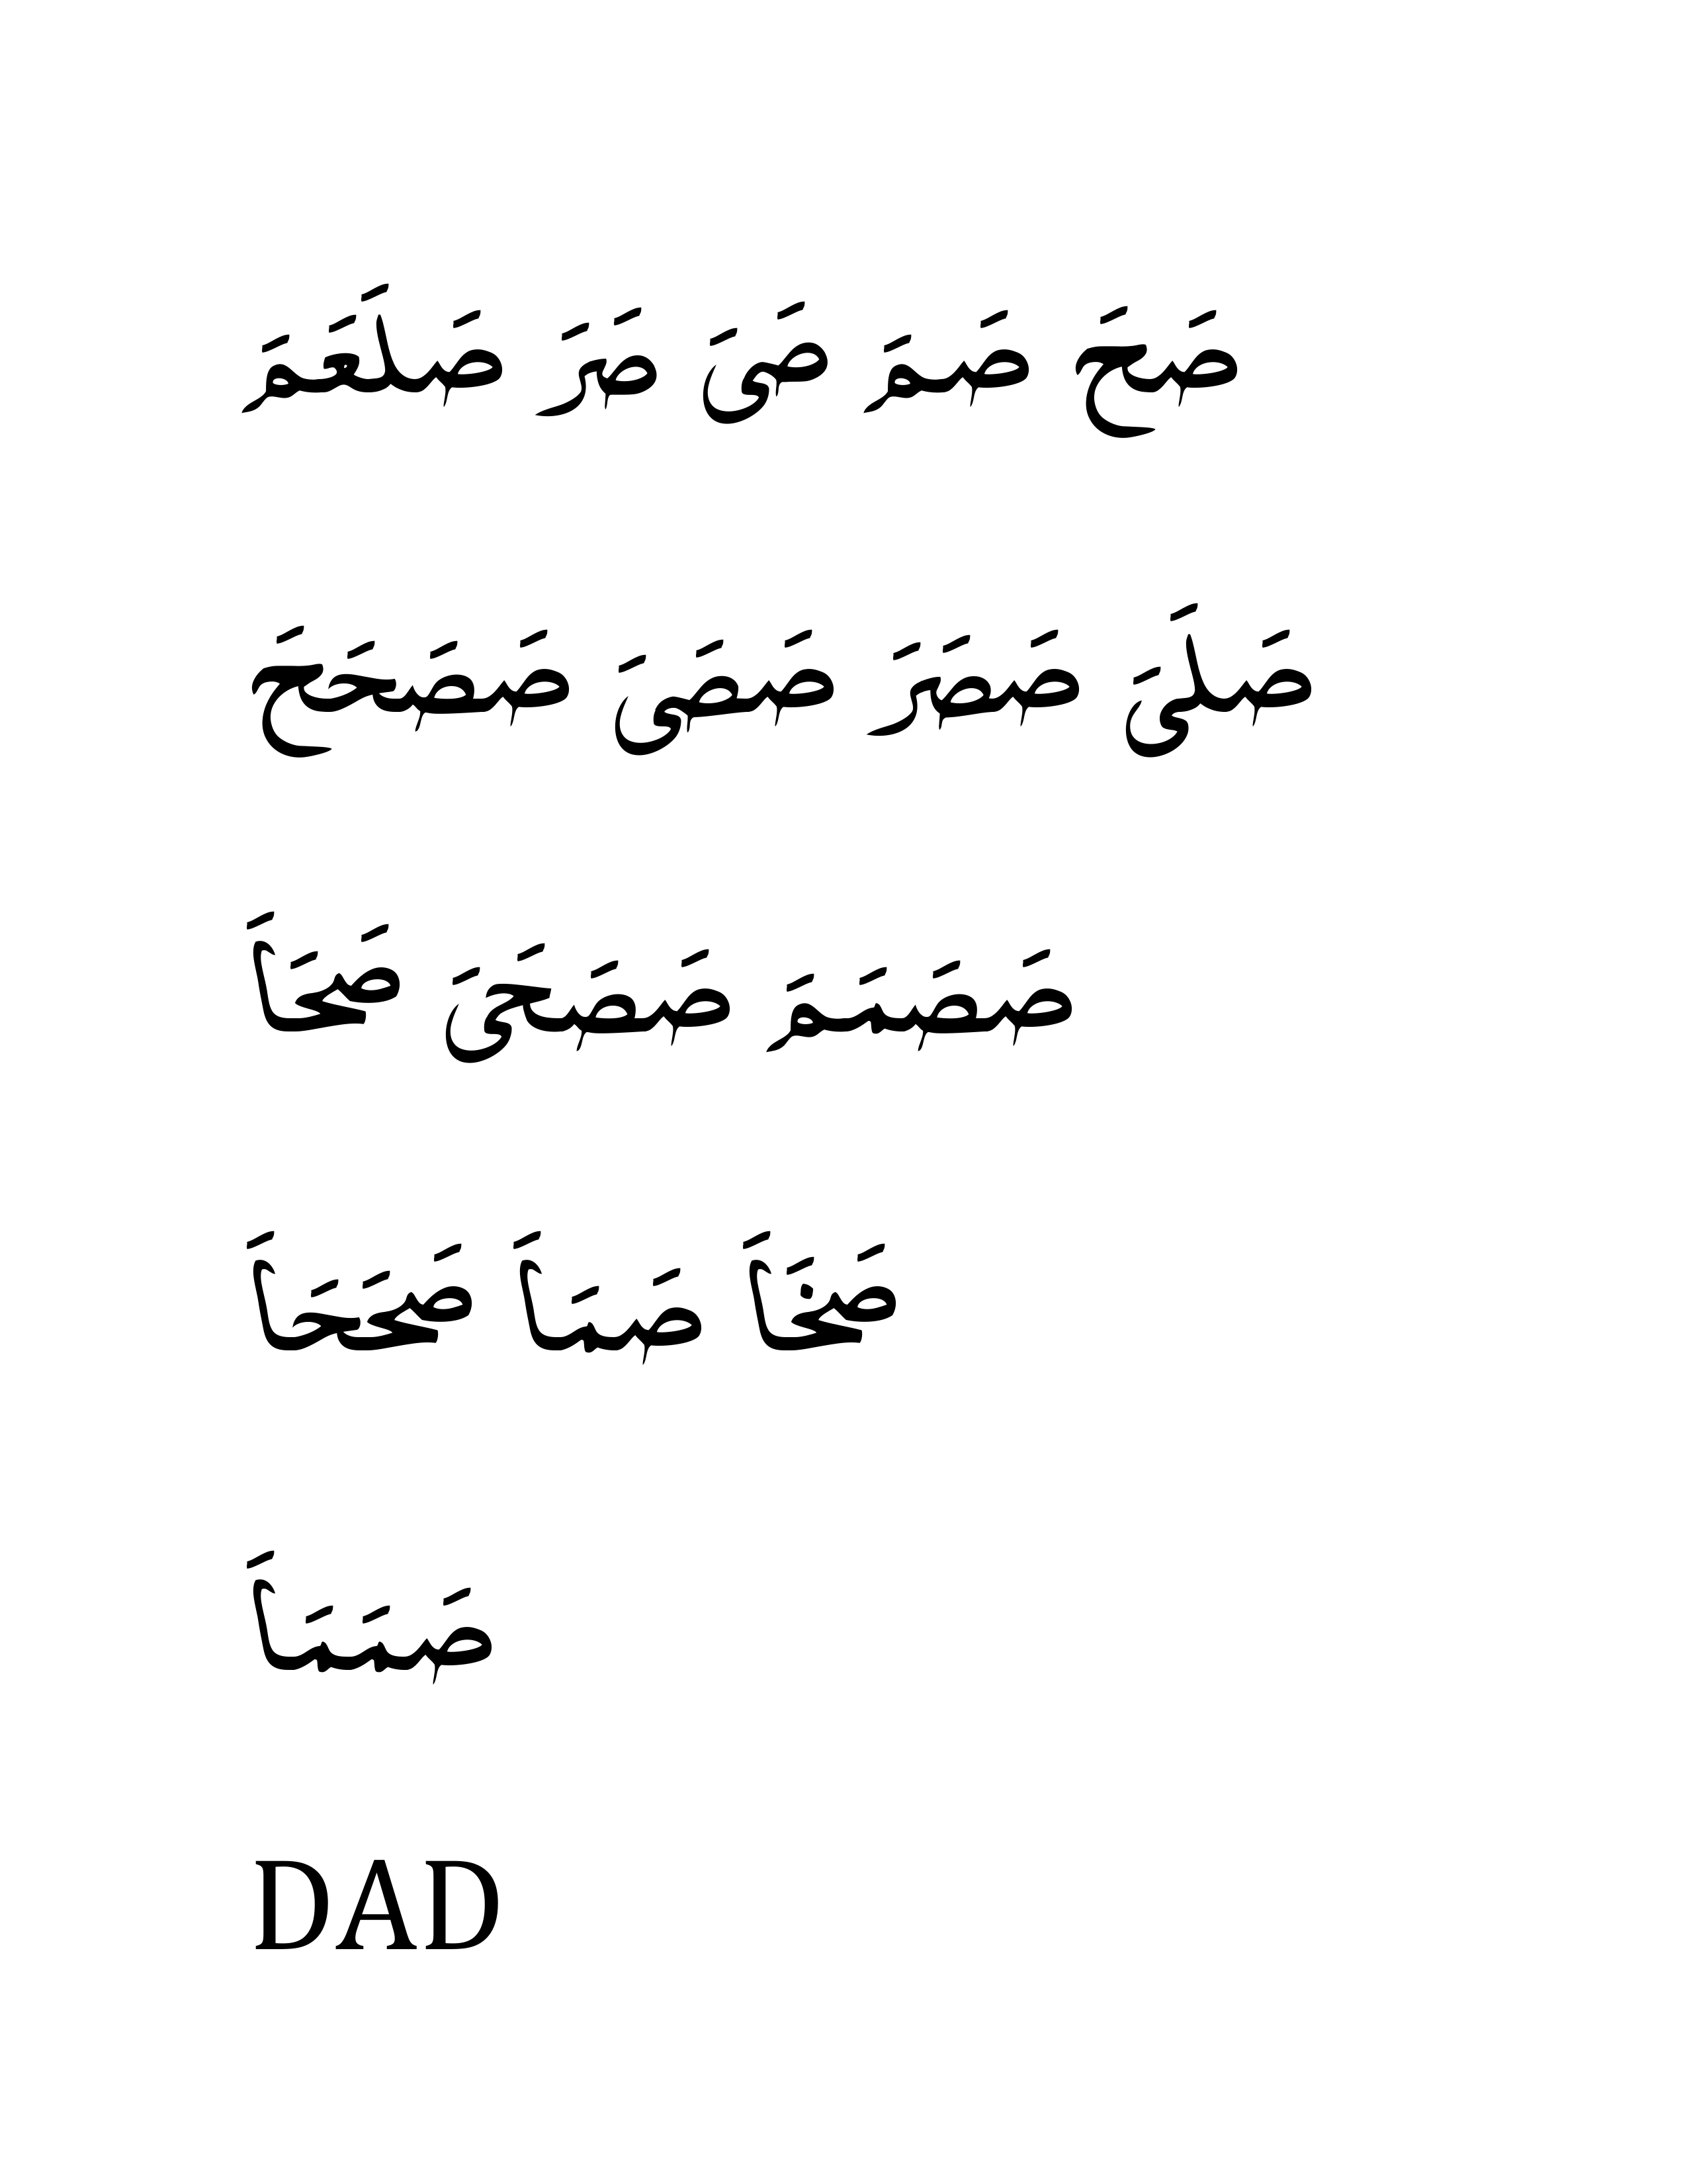 صَحَ صَمَ صَىَ صَرَ صَلَعَمَ
صَلَىَ صَصَرَ صَصَىَ صَصَحَحَ
صَصَمَمَ صَصَحَىَ صَحَاَ
صَخَاَ صَمَاَ صَحَحَاَ
صَمَمَاَ
DAD